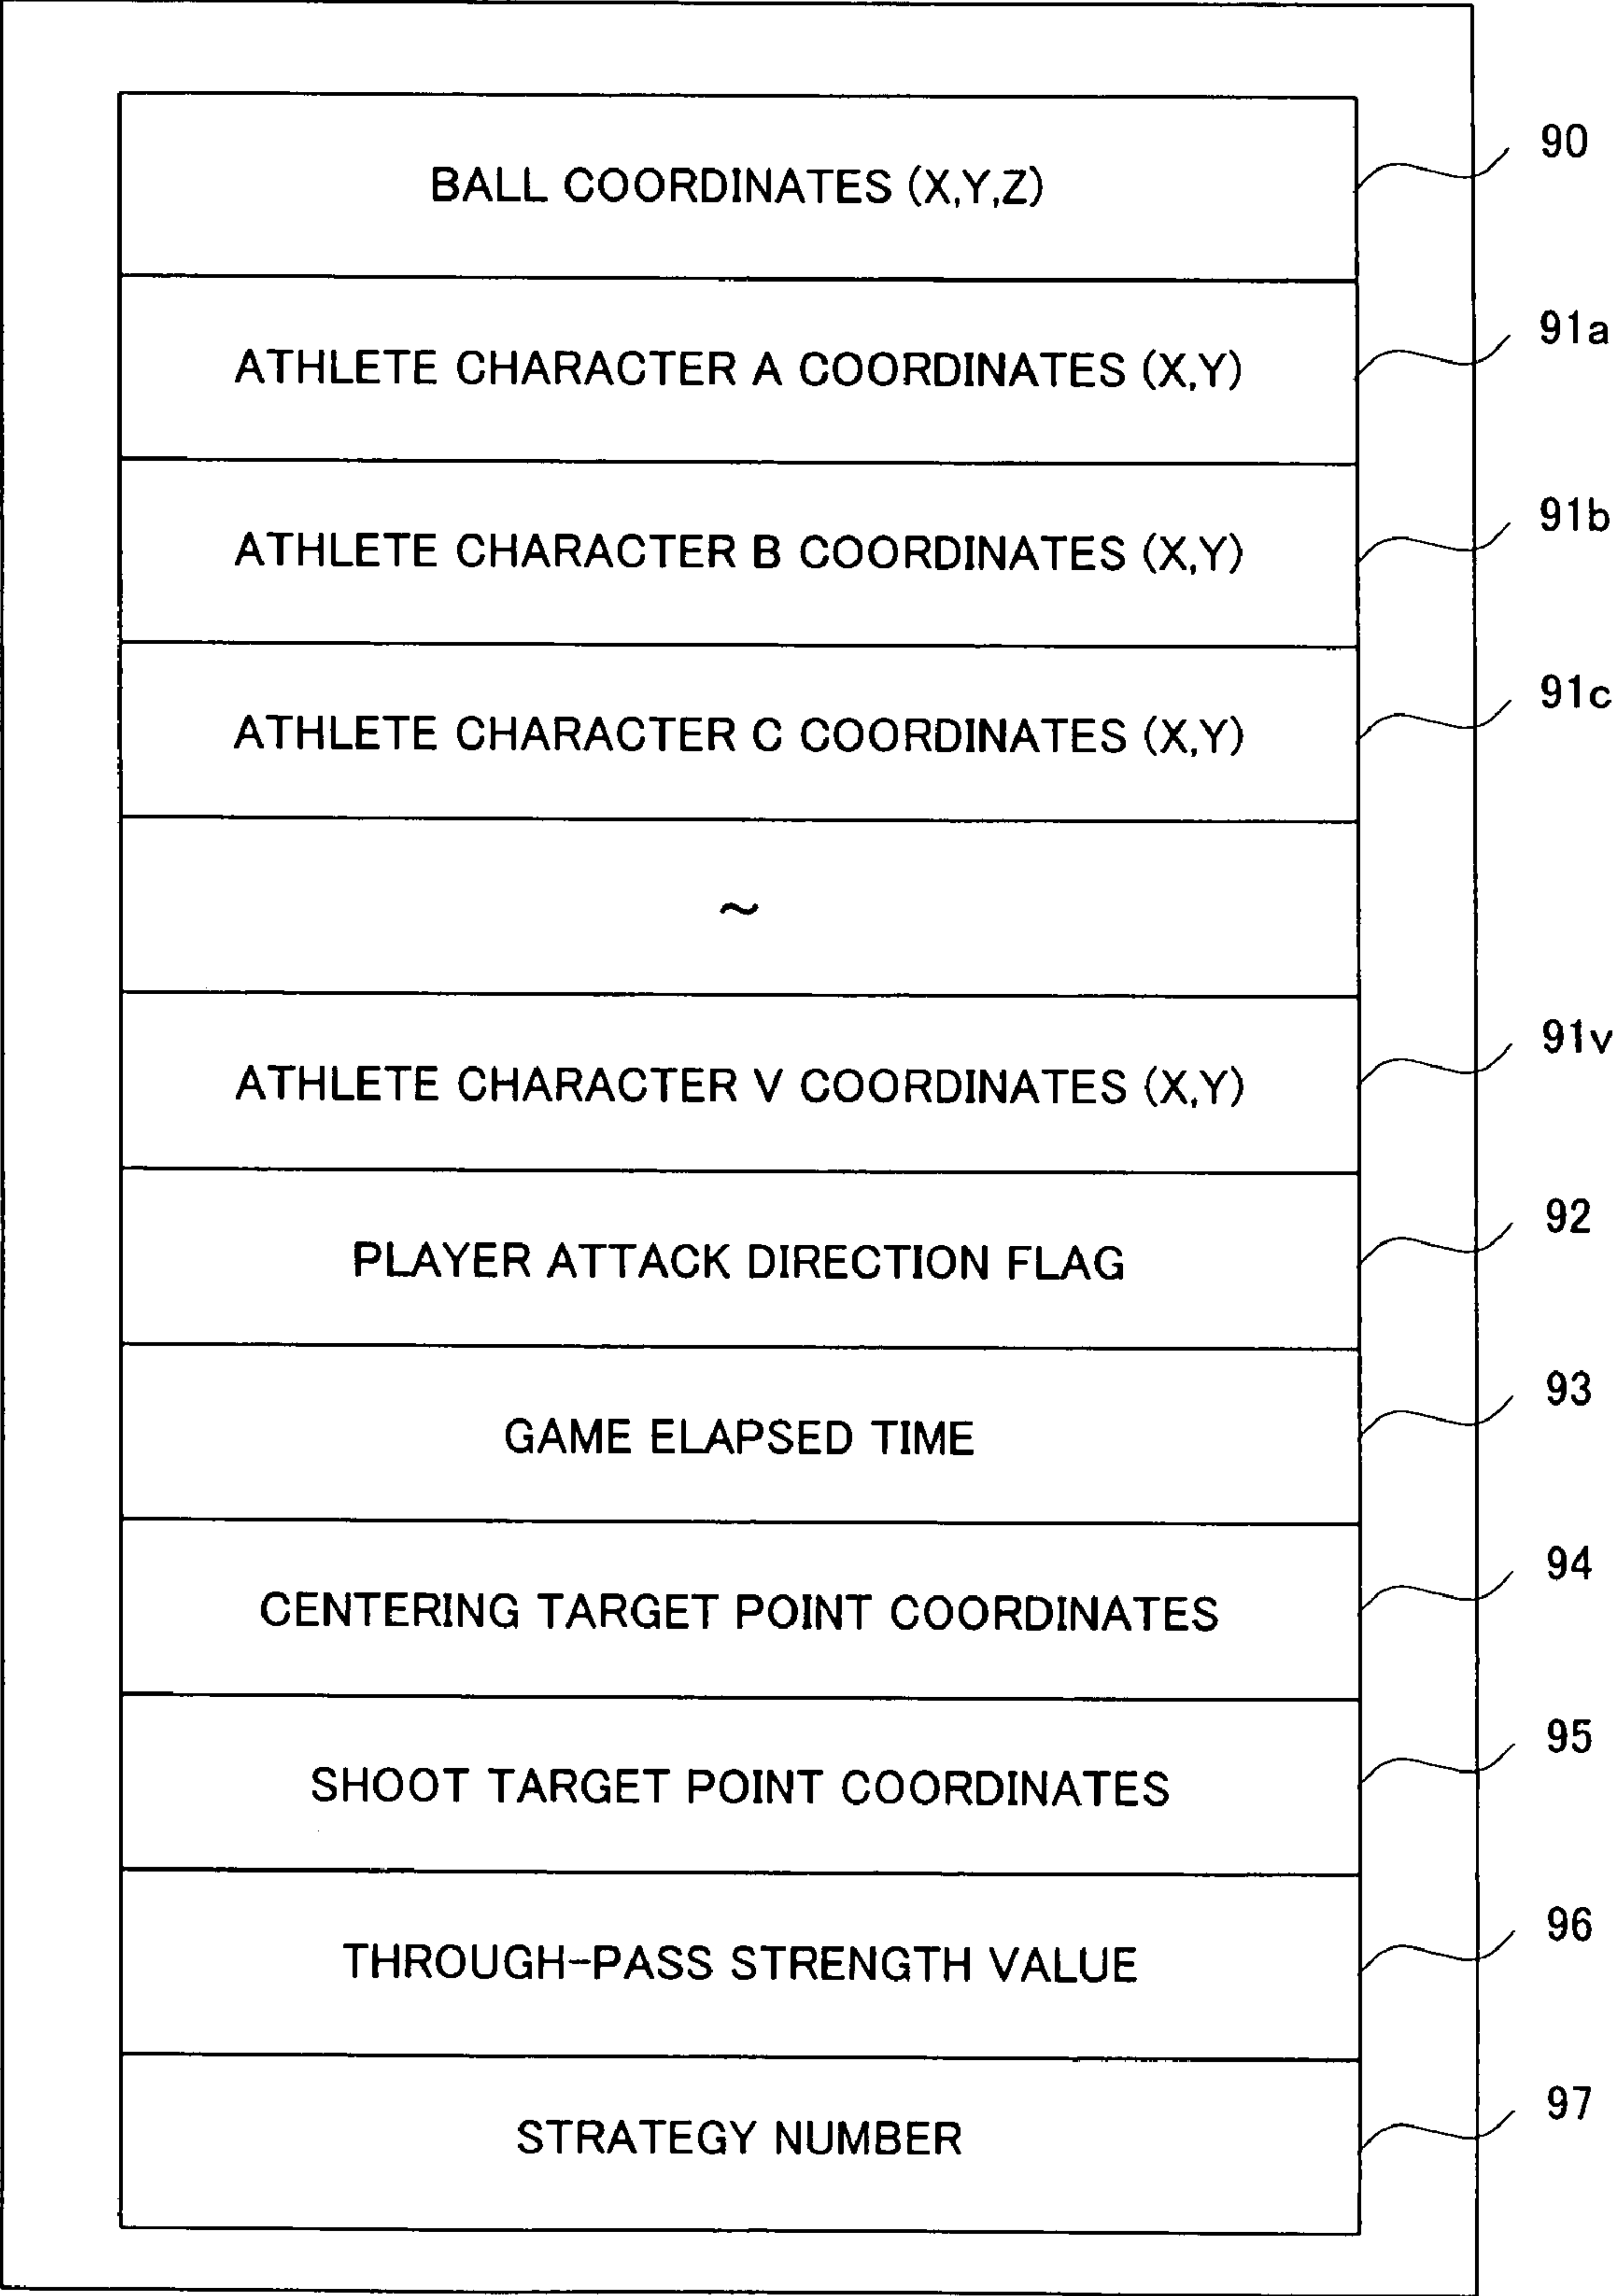 BALL COORDINATES (X,Y,Z)
90
ATHLETE CHARACTER A COORDINATES (X,Y)
91a
ATHLETE CHARACTER B COORDINATES (X,Y)
91b
ATHLETE CHARACTER C COORDINATES (X,Y)
91c
~
ATHLETE CHARACTER V COORDINATES (X,Y)
91v
PLAYER ATTACK DIRECTION FLAG
92
GAME ELAPSED TIME
93
CENTERING TARGET POINT COORDINATES
94
SHOOT TARGET POINT COORDINATES
95
THROUGH-PASS STRENGTH VALUE
96
STRATEGY NUMBER
97